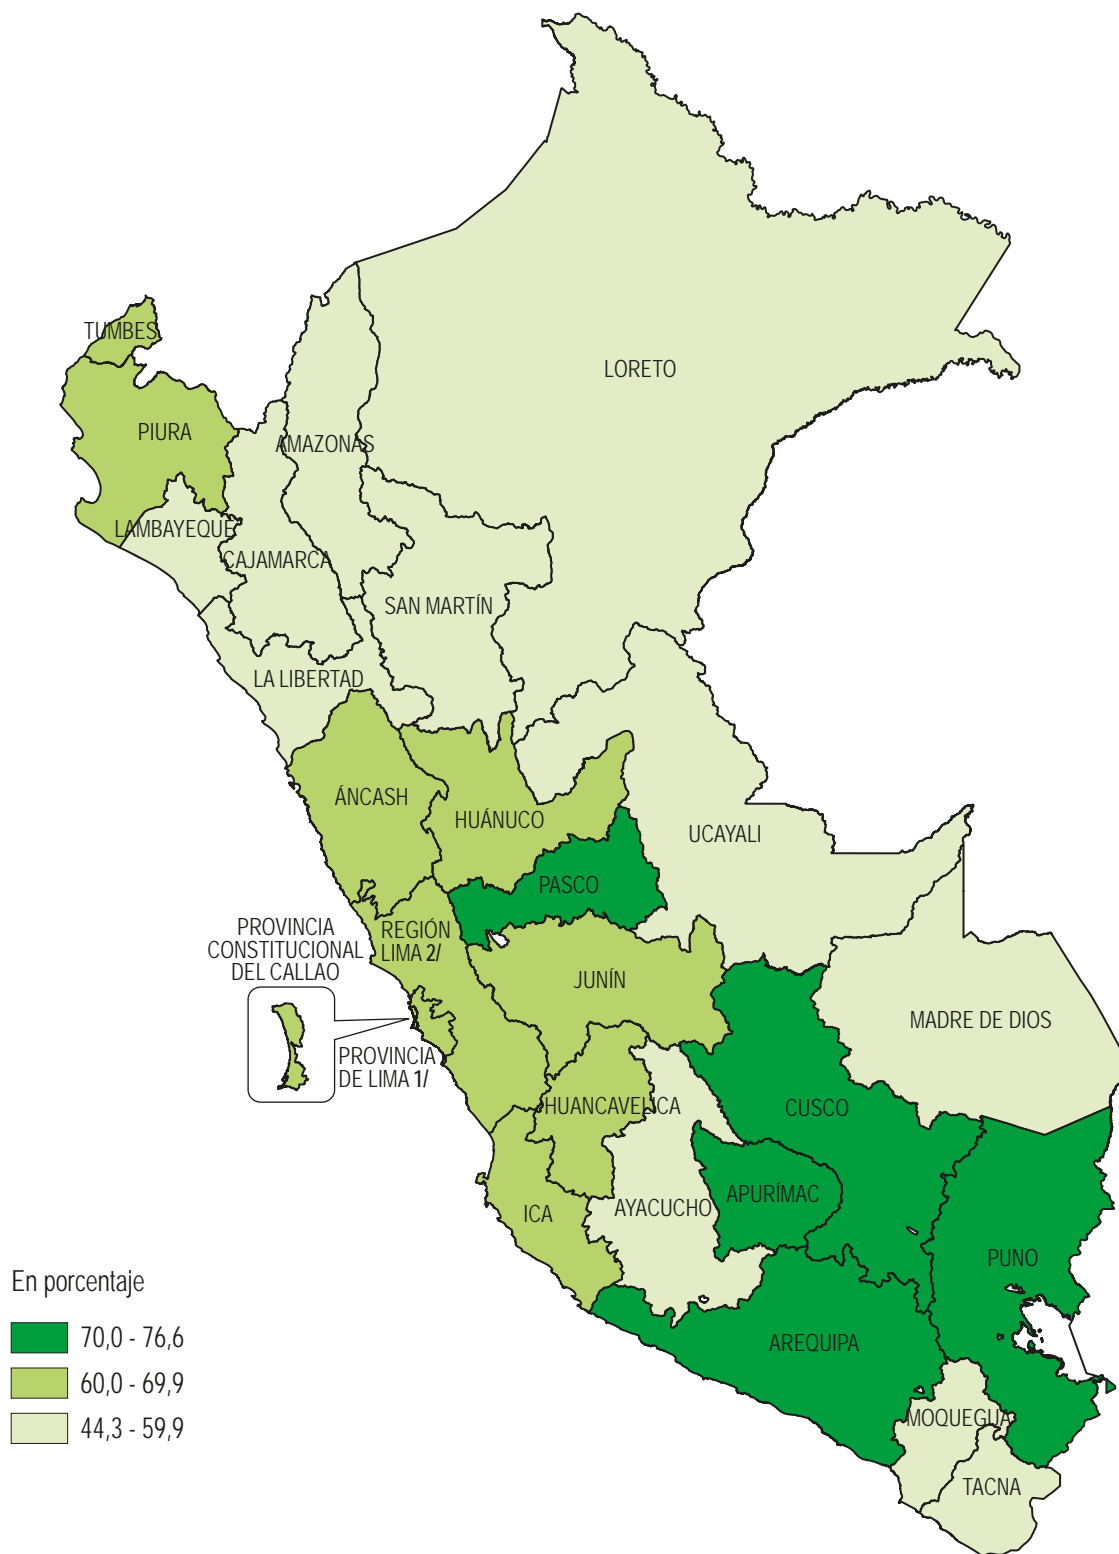 TUMBES
LORETO
PIURA
AMAZONAS
LAMBAYEQUE
CAJAMARCA
SAN MARTÍN
LA LIBERTAD
ÁNCASH
HUÁNUCO
UCAYALI
PASCO
PROVINCIA
CONSTITUCIONAL
DEL CALLAO
REGIÓN
LIMA 2/
JUNÍN
MADRE DE DIOS
PROVINCIA
DE LIMA 1/
HUANCAVELICA
CUSCO
APURÍMAC
AYACUCHO
ICA
PUNO
AREQUIPA
MOQUEGUA
TACNA
En porcentaje
70,0 - 76,6
60,0 - 69,9
44,3 - 59,9